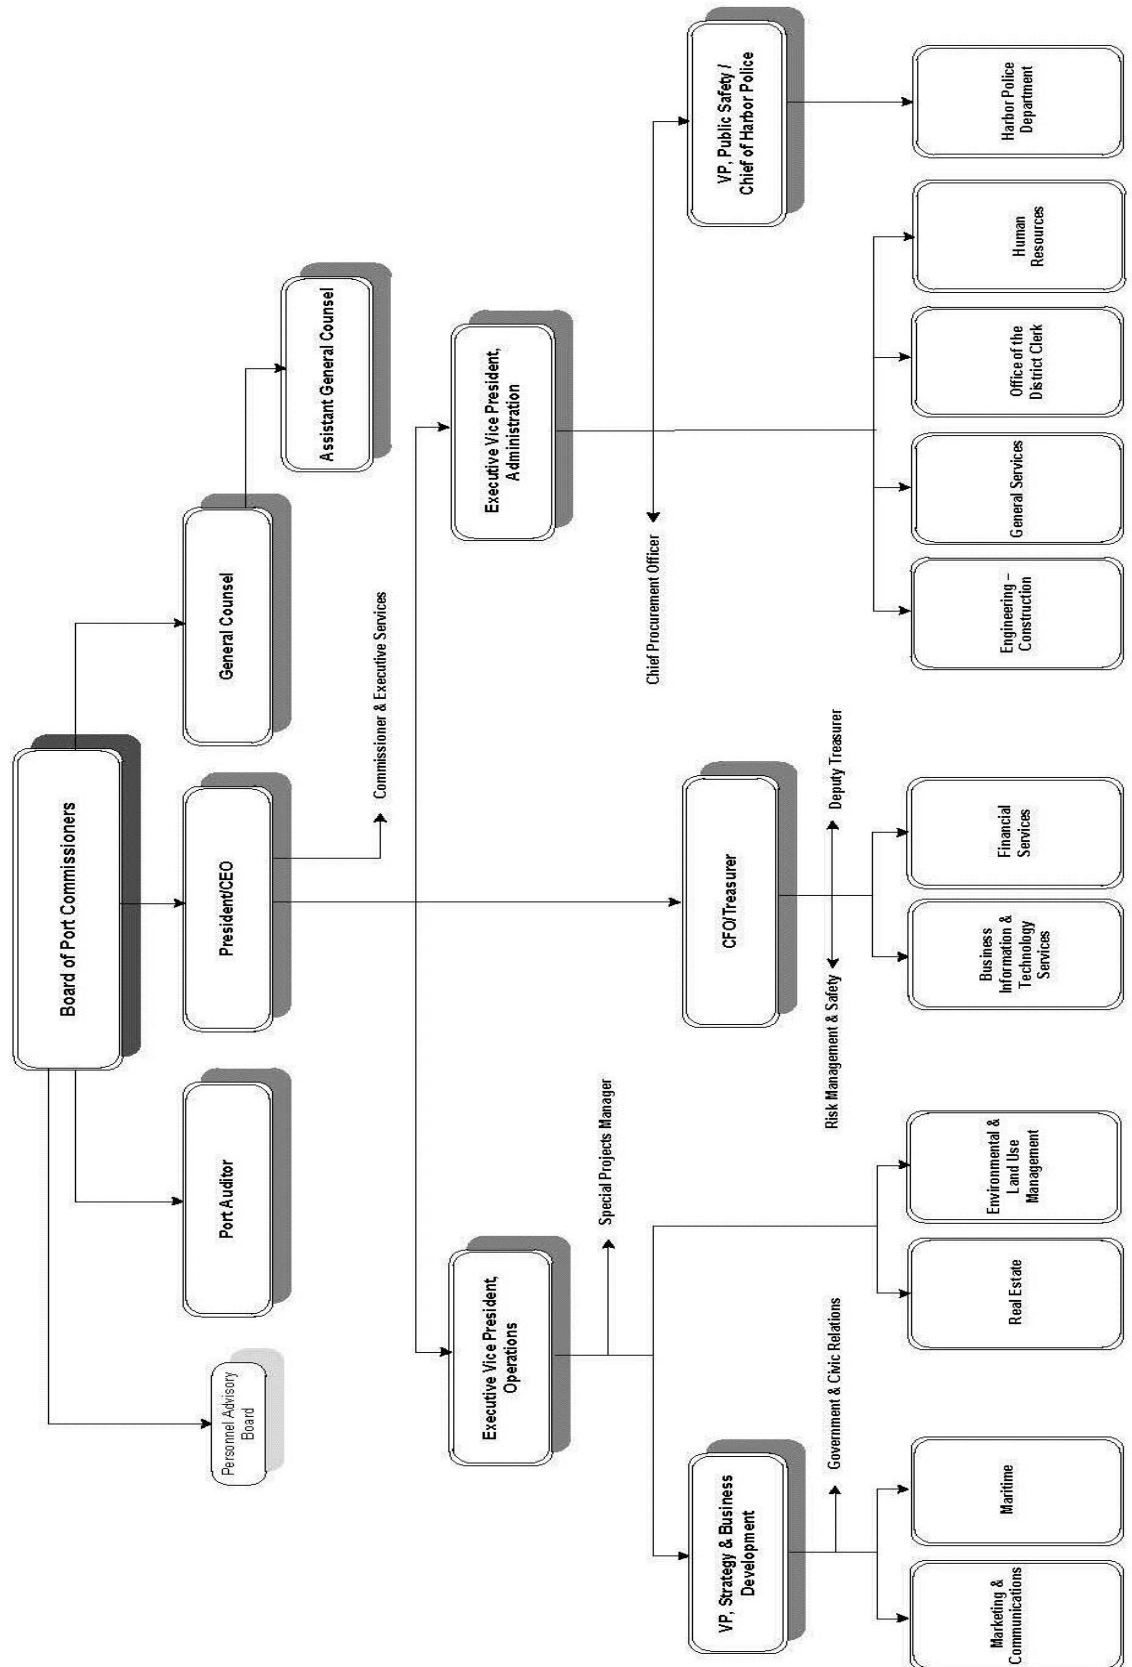 Board of Port Commissioners
Personnel Advisory
Board
Port Auditor
President/CEO
General Counsel
Assistant General Counsel
Commissioner & Executive Services
Executive Vice President,
Operations
Executive Vice President,
Administration
Special Projects Manager
Chief Procurement Officer
VP, Strategy & Business
Development
CFO/Treasurer
VP, Public Safety /
Chief of Harbor Police
Government & Civic Relations
Risk Management & Safety
Deputy Treasurer
Marketing &
Communications
Maritime
Real Estate
Environmental &
Land Use
Management
Business
Information &
Technology
Services
Financial
Services
Engineering –
Construction
General Services
Office of the
District Clerk
Human
Resources
Harbor Police
Department